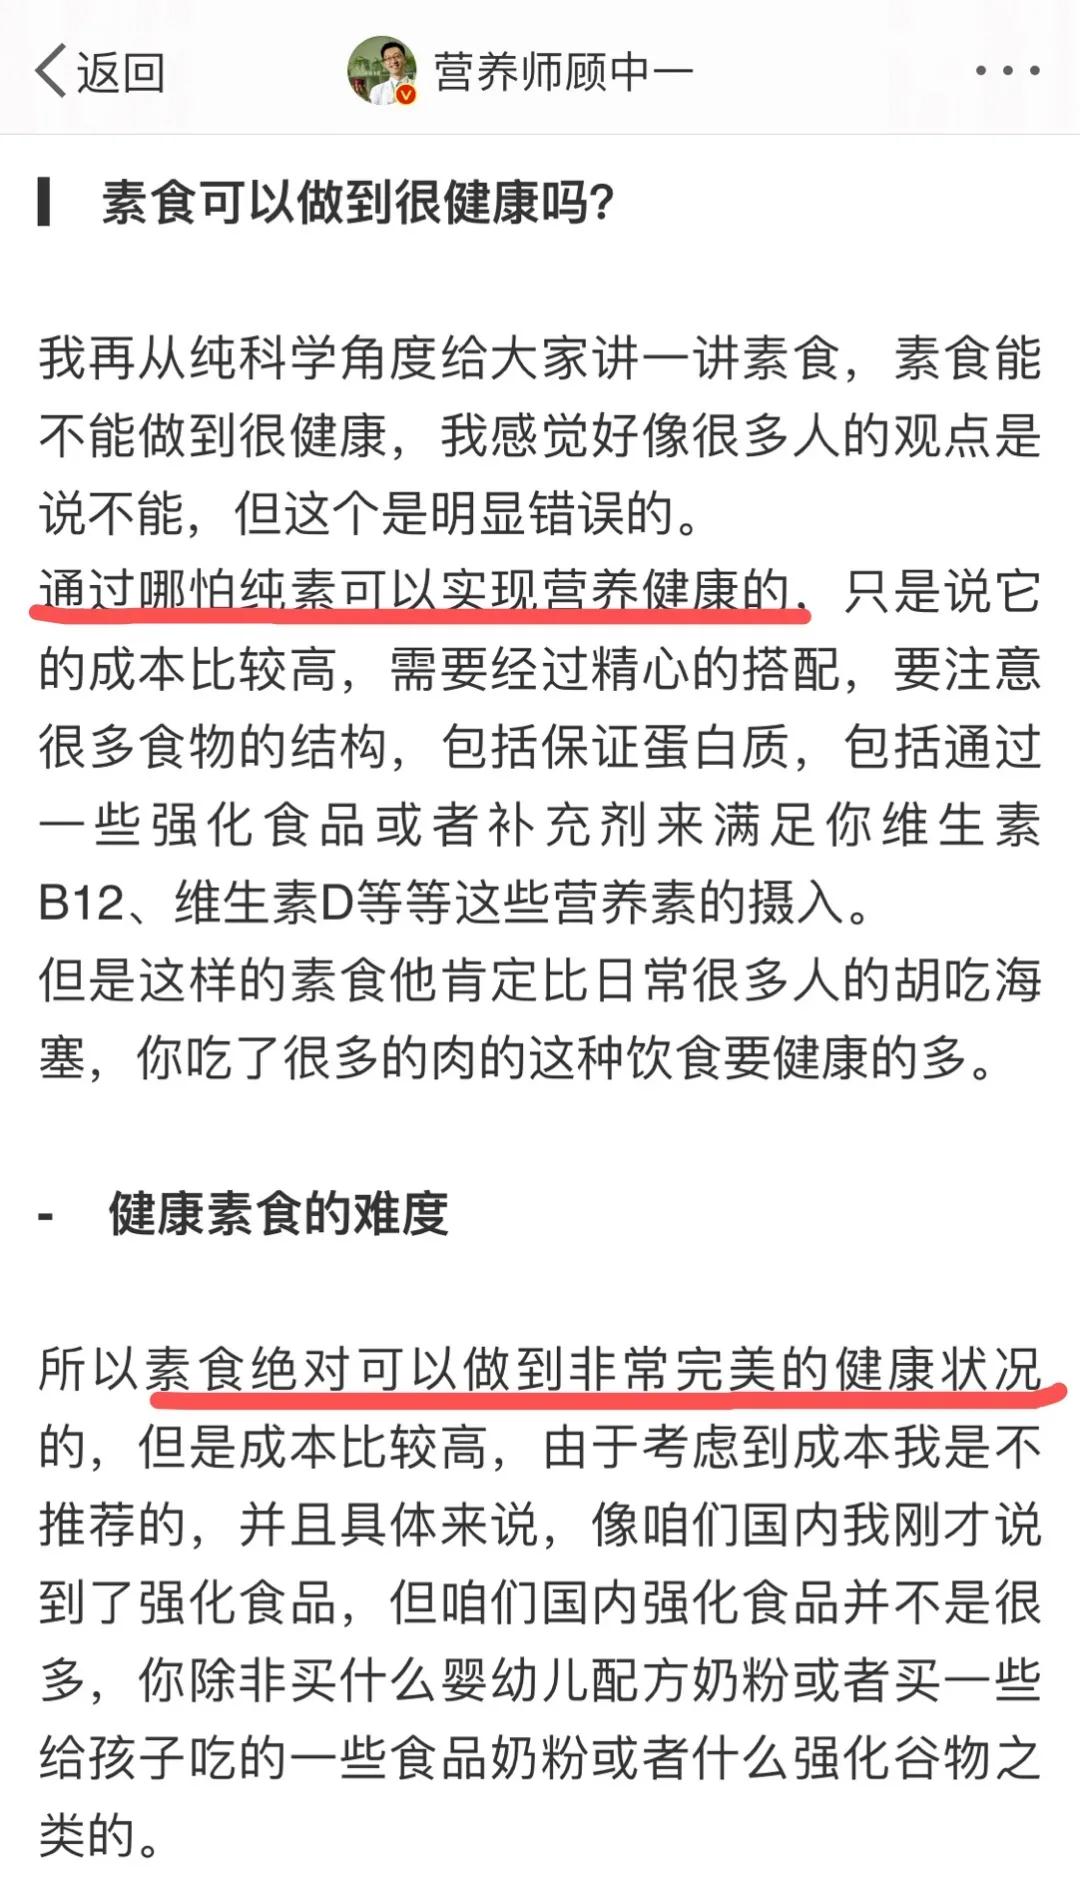 返回
营养师顾中一
素食可以做到很健康吗?
我再从纯科学角度给大家讲一讲素食，素食能
不能做到很健康，我感觉好像很多人的观点是
说不能，但这个是明显错误的。
通过哪怕纯素可以实现营养健康的，只是说它
的成本比较高，需要经过精心的搭配，要注意
很多食物的结构，包括保证蛋白质，包括通过
一些强化食品或者补充剂来满足你维生素
B12、维生素D等等这些营养素的摄入。
但是这样的素食他肯定比日常很多人的胡吃海
塞，你吃了很多的肉的这种饮食要健康的多。
- 健康素食的难度
所以素食绝对可以做到非常完美的健康状况
的，但是成本比较高，由于考虑到成本我是不
推荐的，并且具体来说，像咱们国内我刚才说
到了强化食品，但咱们国内强化食品并不是很
多，你除非买什么婴幼儿配方奶粉或者买一些
给孩子吃的一些食品奶粉或者什么强化谷物之
类的。